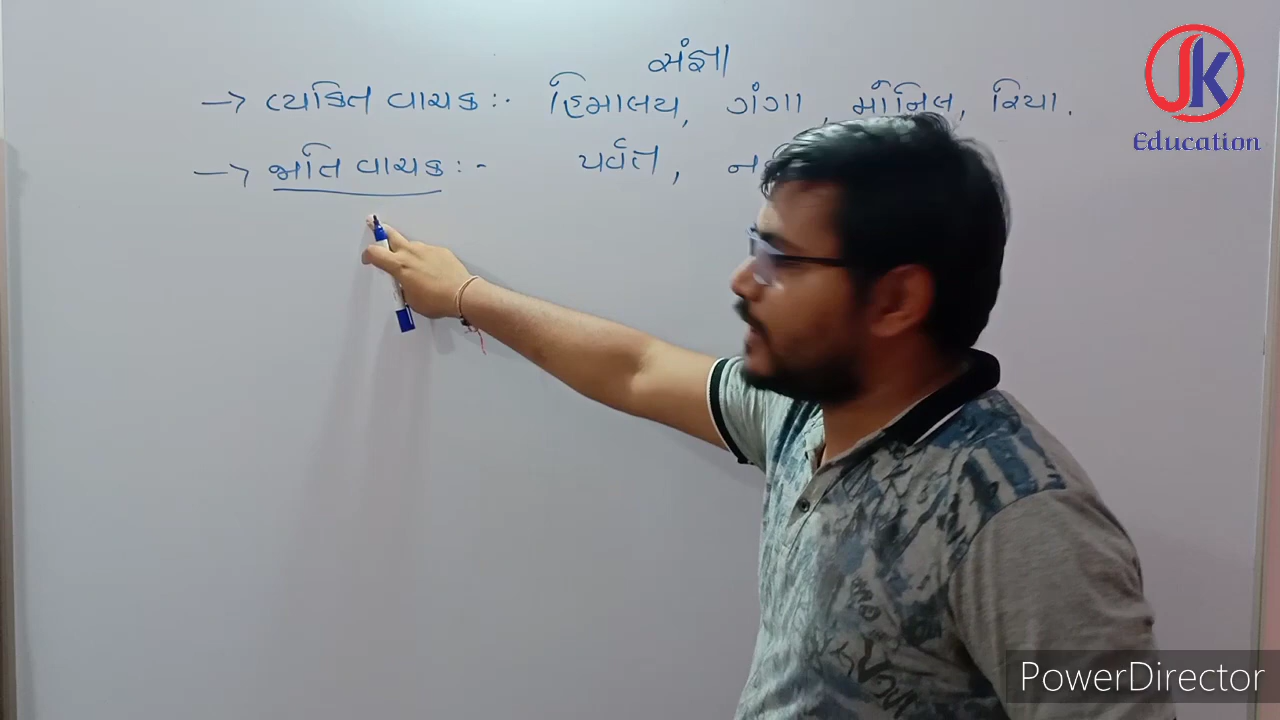 સંજ્ઞા
→ વ્યકિત વાચક :- હિમાલય, ગંગા, મૉનિલ, રિયા.
→ જાતિ વાચક :- પર્વત,
JK
Education
PowerDirector